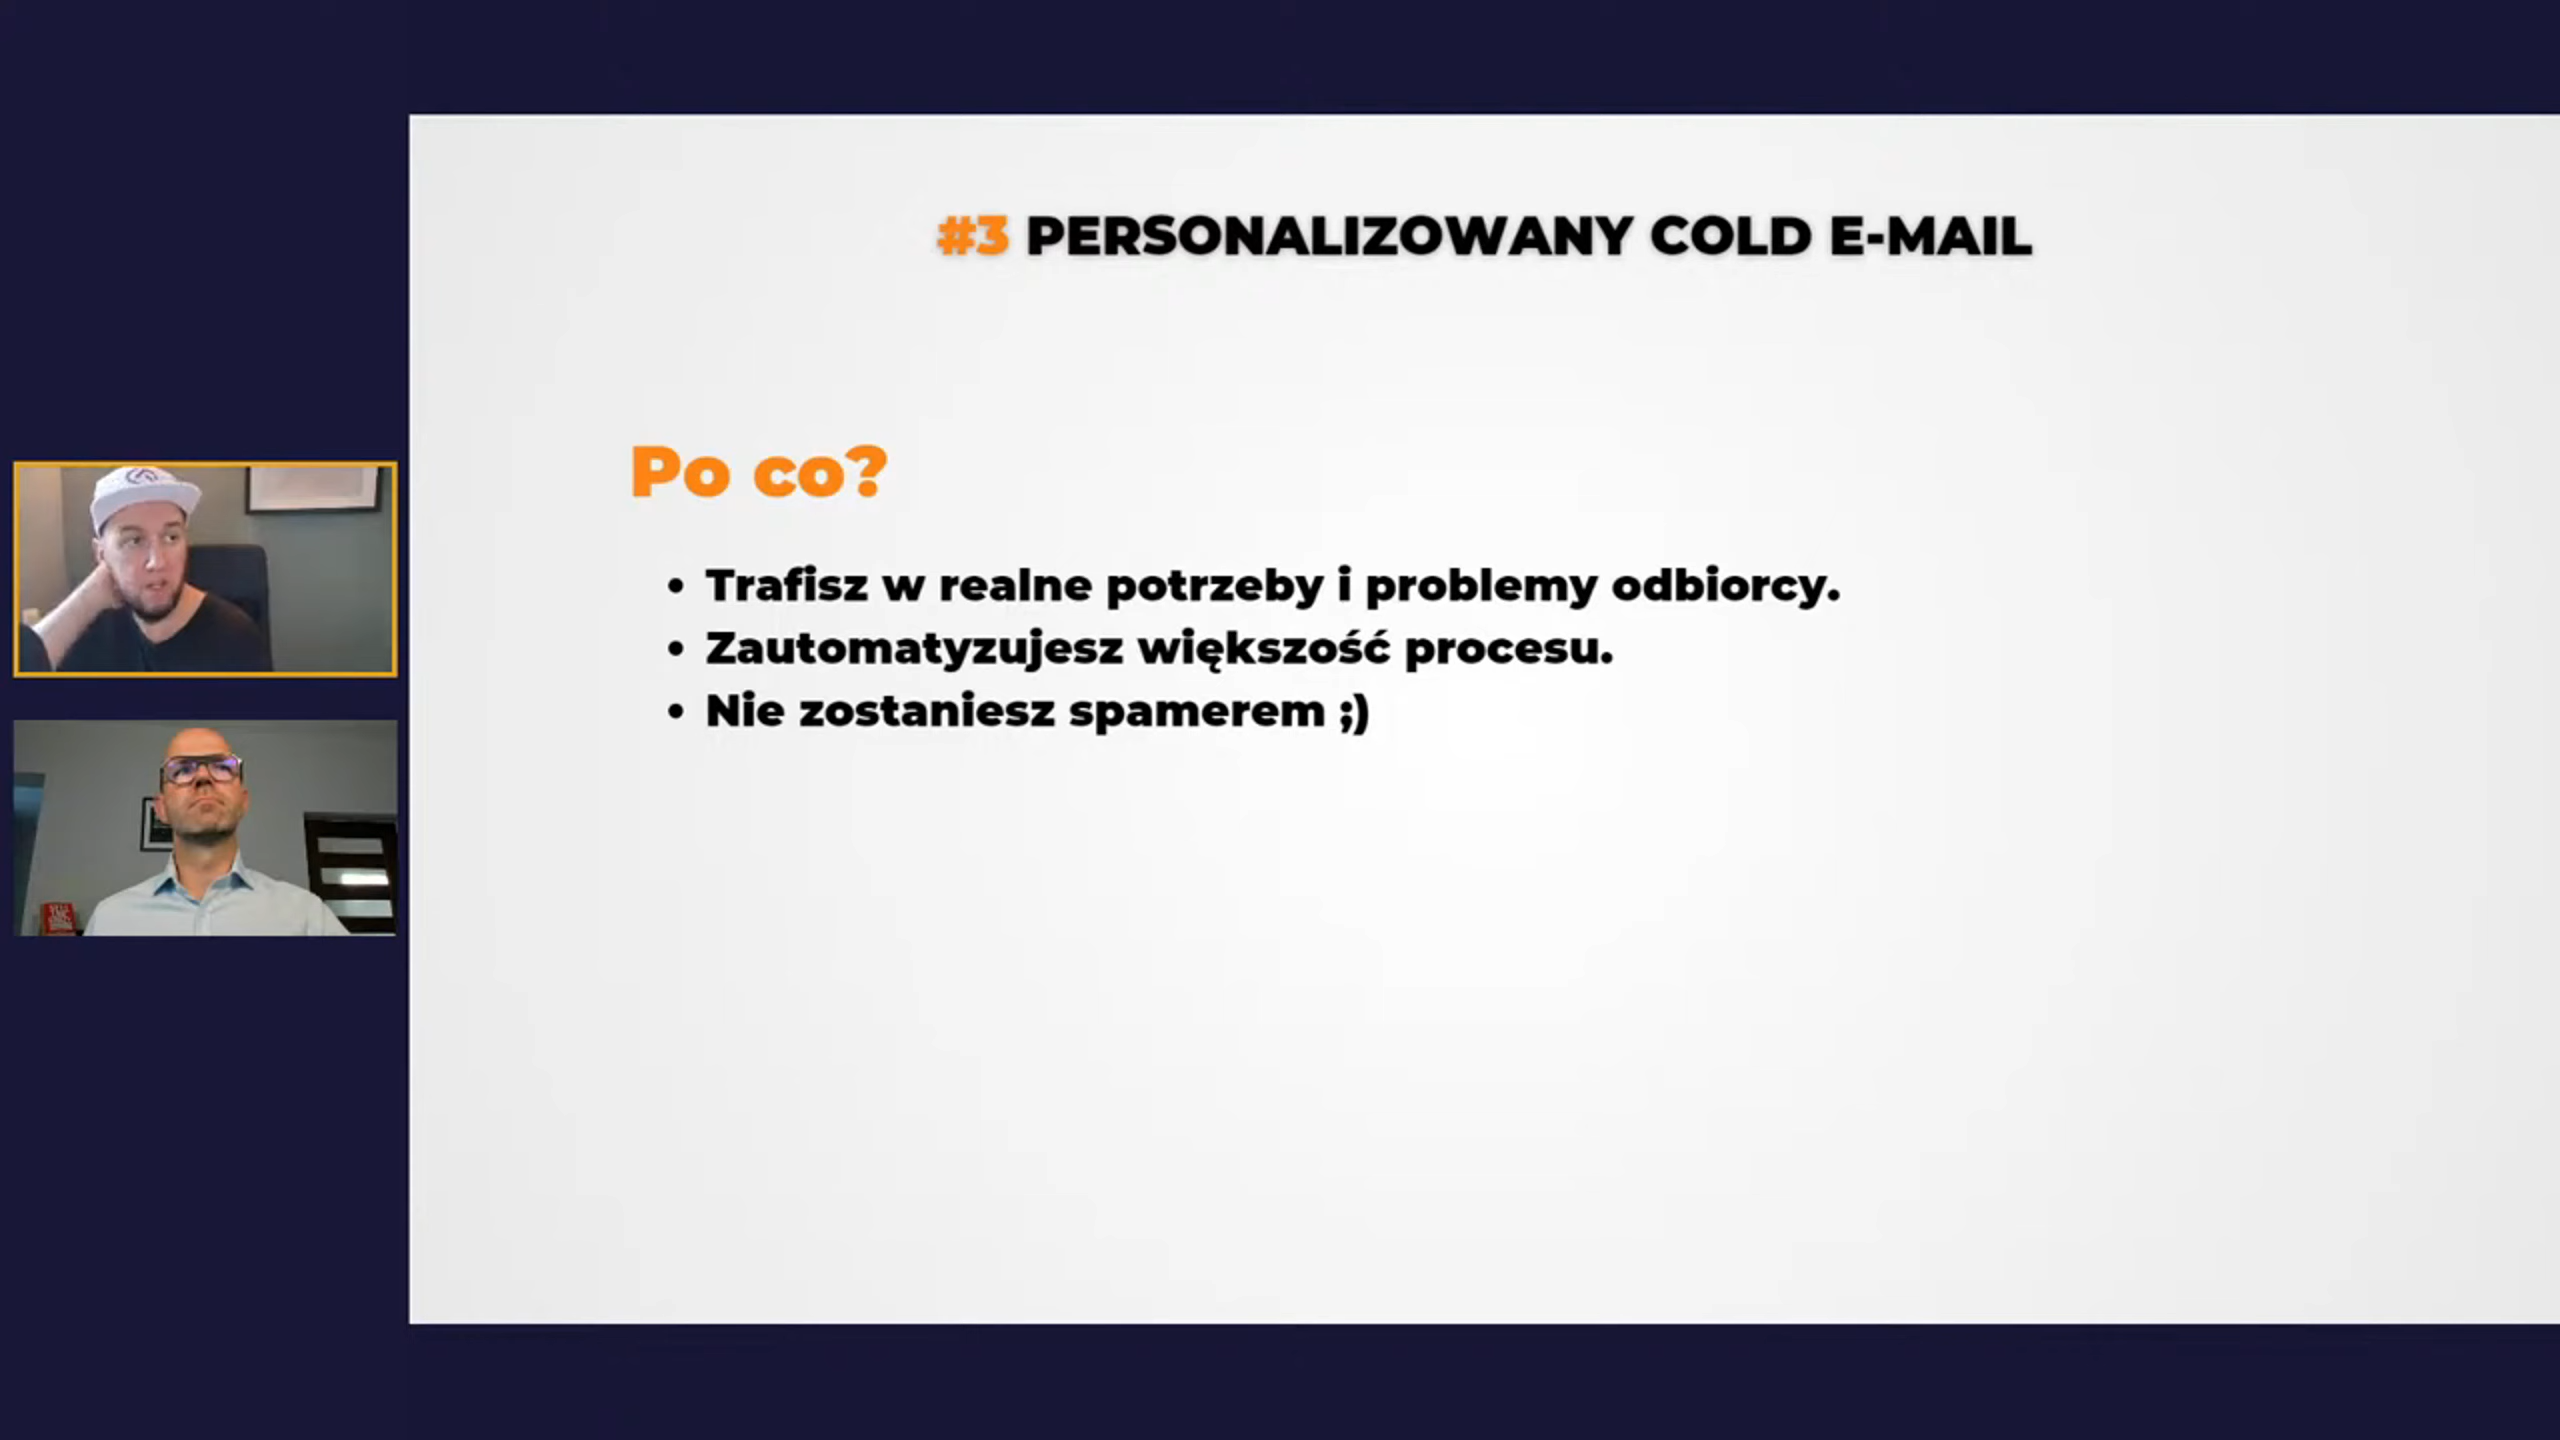 #3 PERSONALIZOWANY COLD E-MAIL
Po co?
• Trafisz w realne potrzeby i problemy odbiorcy.
• Zautomatyzujesz większość procesu.
• Nie zostaniesz spamerem ;)